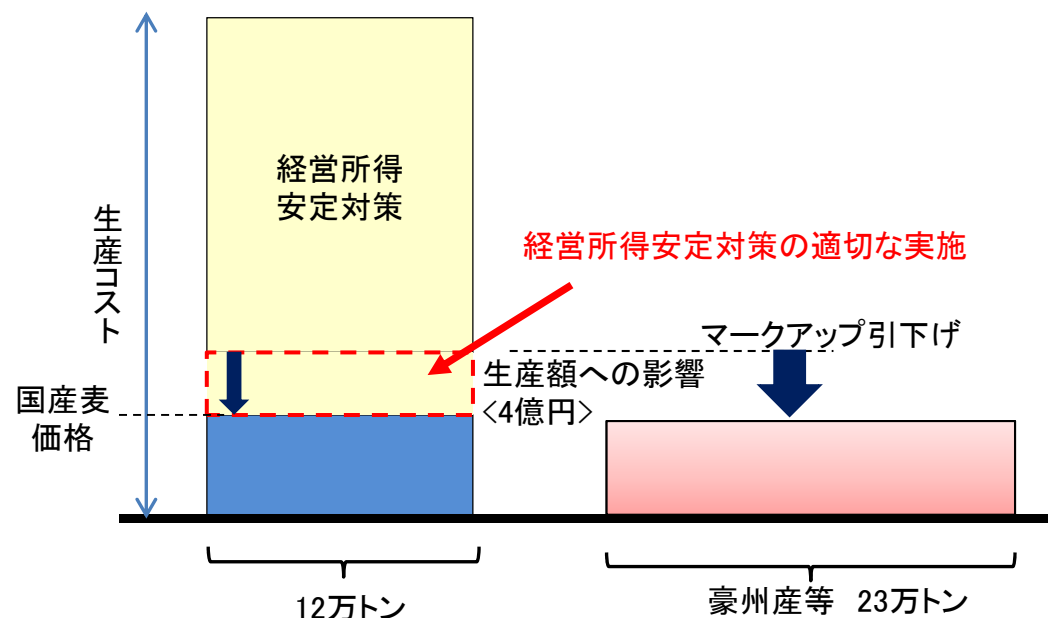 経営所得
安定対策
生産コスト
経営所得安定対策の適切な実施
マークアップ引下げ
生産額への影響
<4億円>
国産麦
価格
12万トン
豪州産等 23万トン